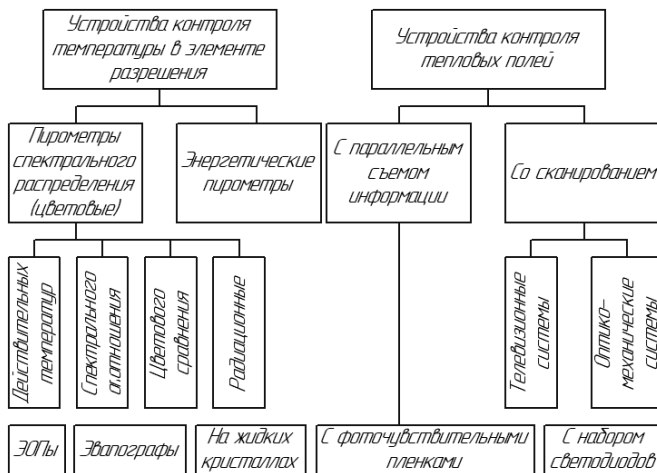 Устройства контроля
температуры в элементе
разрешения
Устройства контроля
тепловых полей
Пирометры
спектрального
распределения
(цветовые)
Энергетические
пирометры
С параллельным
съемом
информации
Со сканированием
Действительных
температур
Спектрального
ог.отношения
Цветового
сравнения
Радиационные
Телевизионные
системы
Оптико-
механические
системы
ЭОПы
Эвапографы
На жидких
кристаллах
С фоточувствительными
пленками
С набором
светодиодов